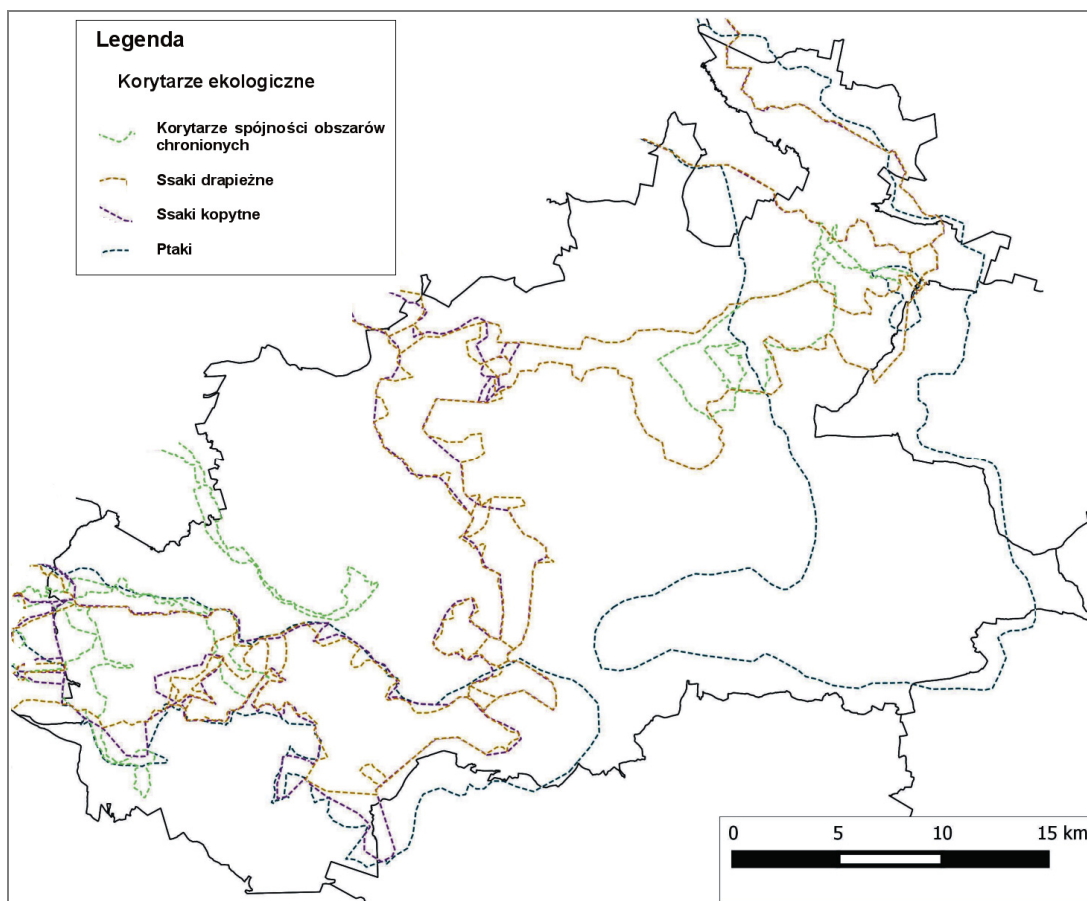 Legenda
Korytarze ekologiczne
Korytarze spójności obszarów
chronionych
Ssaki drapieżne
Ssaki kopytne
Ptaki
0 5 10 15 km